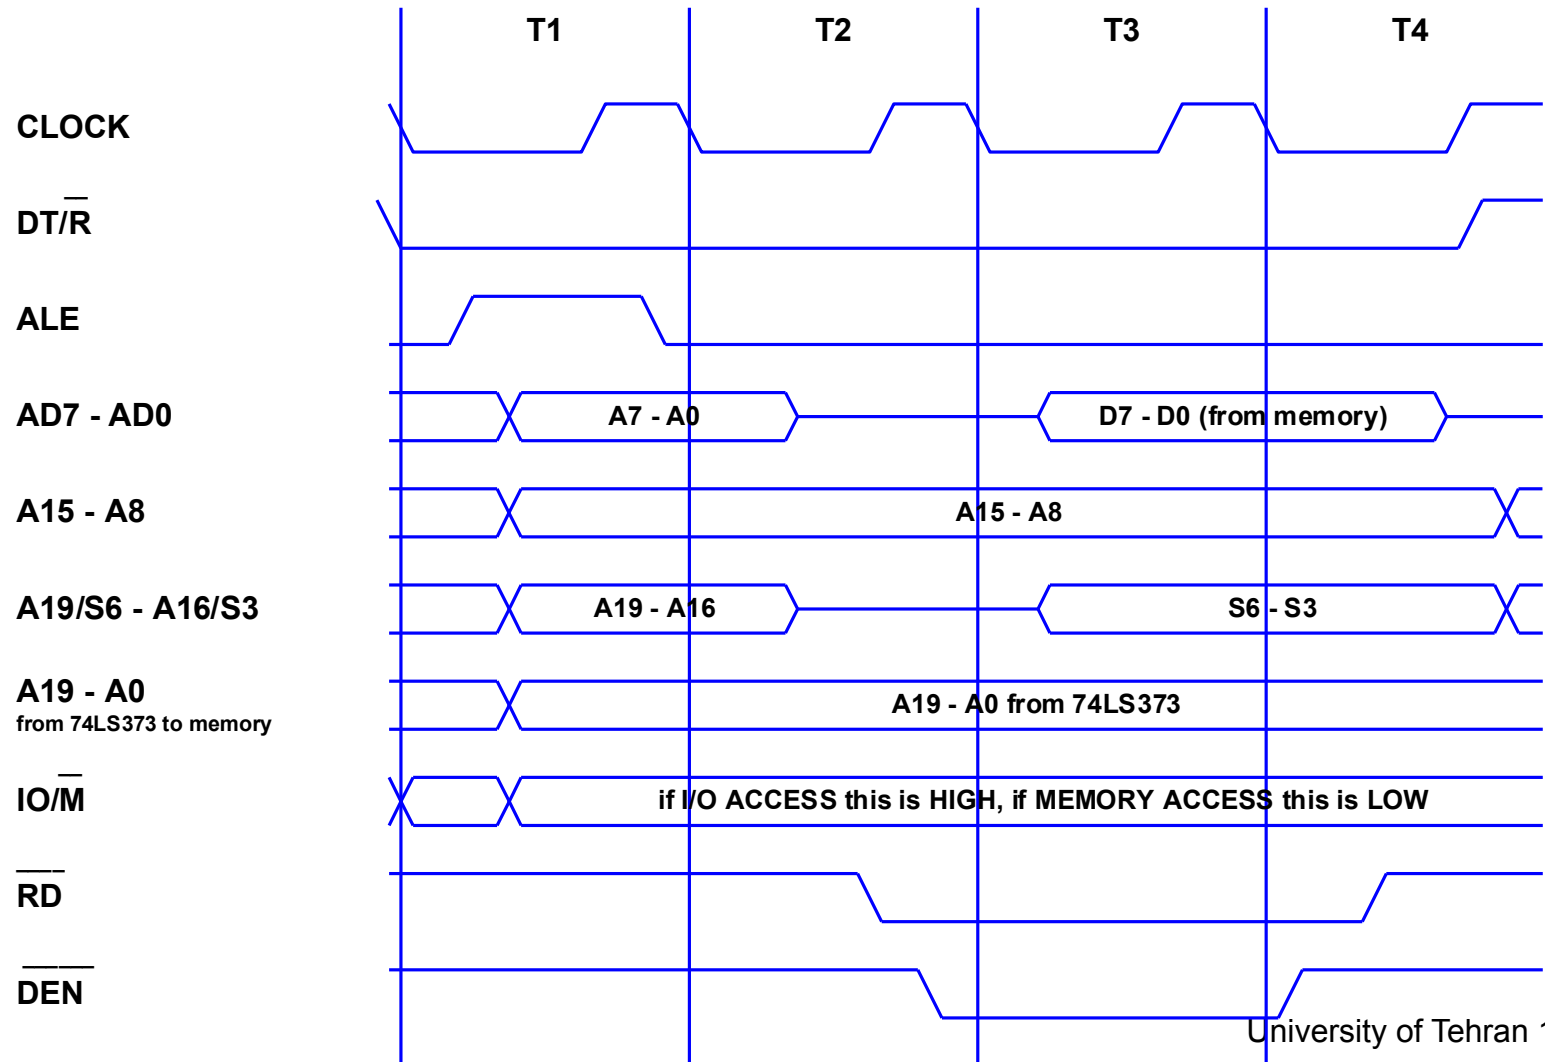 T1 T2 T3 T4
CLOCK
DT/R̅
ALE
AD7 - AD0 A7 - A0 D7 - D0 (from memory)
A15 - A8 A15 - A8
A19/S6 - A16/S3 A19 - A16 S6 - S3
A19 - A0 A19 - A0 from 74LS373
from 74LS373 to memory
IO/M̅ if I/O ACCESS this is HIGH, if MEMORY ACCESS this is LOW
R̅D̅
D̅E̅N̅
University of Tehran